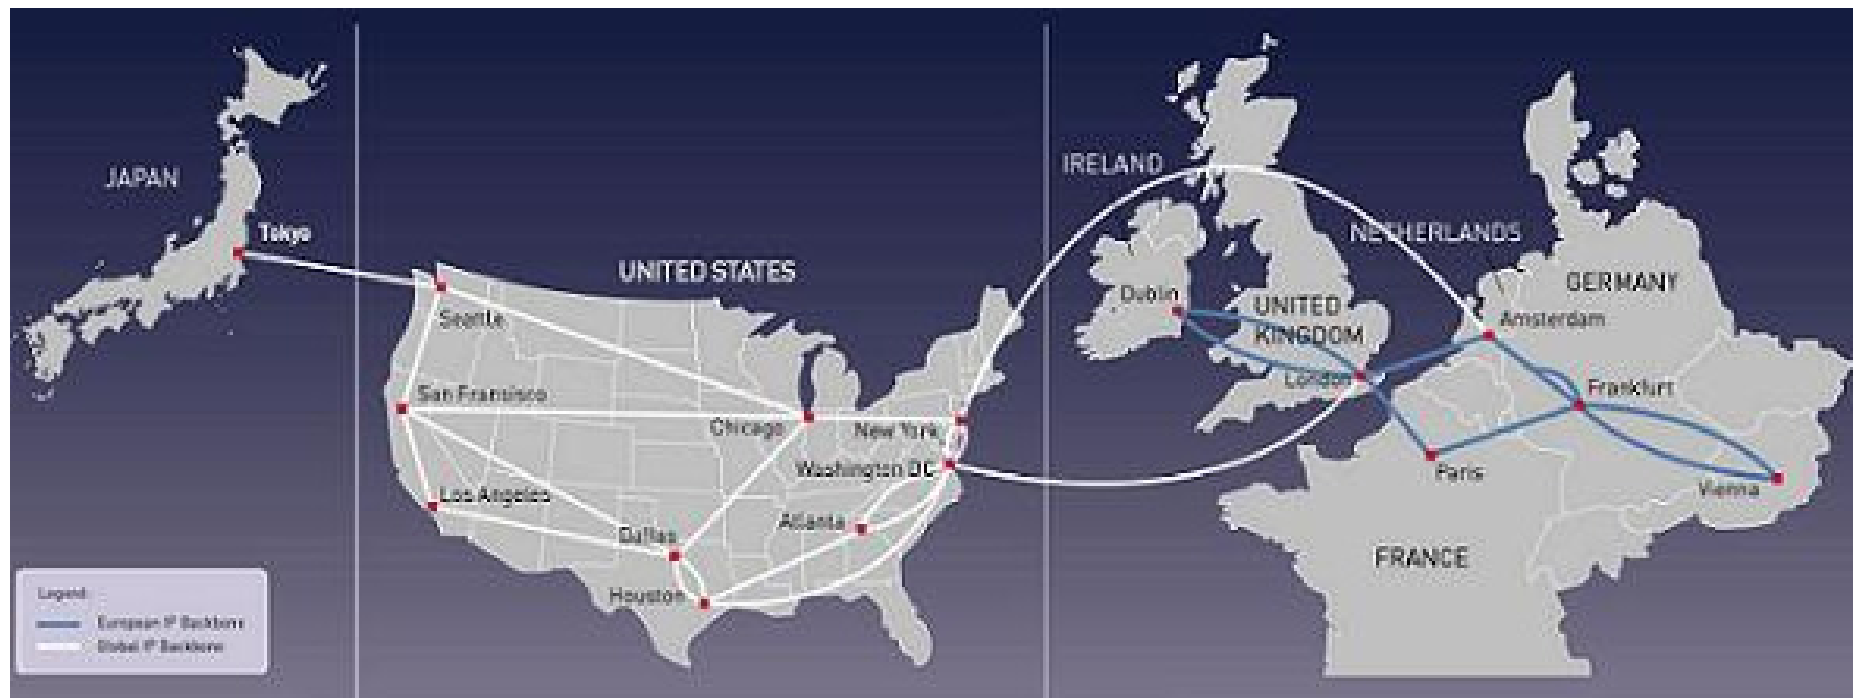 JAPAN
Tokyo
UNITED STATES
Seattle
San Fransisco
Chicago
New York
Washington DC
Los Angeles
Atlanta
Dallas
Houston
IRELAND
NETHERLANDS
GERMANY
Dublin
UNITED
KINGDOM
Amsterdam
London
Frankfurt
Paris
Vienna
FRANCE
Legend:
European IP Backbone
Global IP Backbone